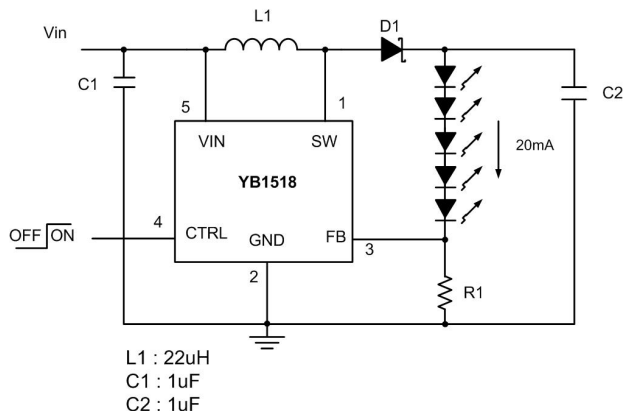 L1
Vin
D1
C1
5
1
C2
VIN
SW
20mA
YB1518
4
OFF ON
CTRL
GND
FB
3
2
R1
L1 : 22uH
C1 : 1uF
C2 : 1uF